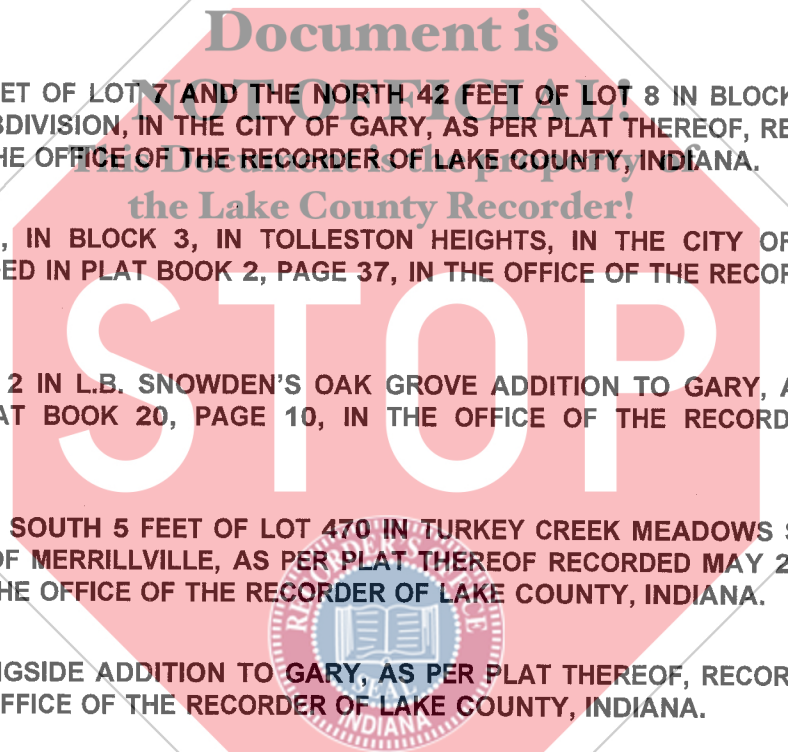 Document is
NOT OFFICIAL!
ET OF LOT 7 AND THE NORTH 42 FEET OF LOT 8 IN BLOCK
BDIVISION, IN THE CITY OF GARY, AS PER PLAT THEREOF, RE
HE OFFICE OF THE RECORDER OF LAKE COUNTY, INDIANA.
This Document is the property of
the Lake County Recorder!
, IN BLOCK 3, IN TOLLESTON HEIGHTS, IN THE CITY OF
ED IN PLAT BOOK 2, PAGE 37, IN THE OFFICE OF THE RECOR
STOP
2 IN L.B. SNOWDEN'S OAK GROVE ADDITION TO GARY, A
AT BOOK 20, PAGE 10, IN THE OFFICE OF THE RECORD
SOUTH 5 FEET OF LOT 470 IN TURKEY CREEK MEADOWS S
OF MERRILLVILLE, AS PER PLAT THEREOF RECORDED MAY 2
HE OFFICE OF THE RECORDER OF LAKE COUNTY, INDIANA.
RECORDER'S OFFICE
SEAL
INDIANA
NGSIDE ADDITION TO GARY, AS PER PLAT THEREOF, RECOR
FFICE OF THE RECORDER OF LAKE COUNTY, INDIANA.